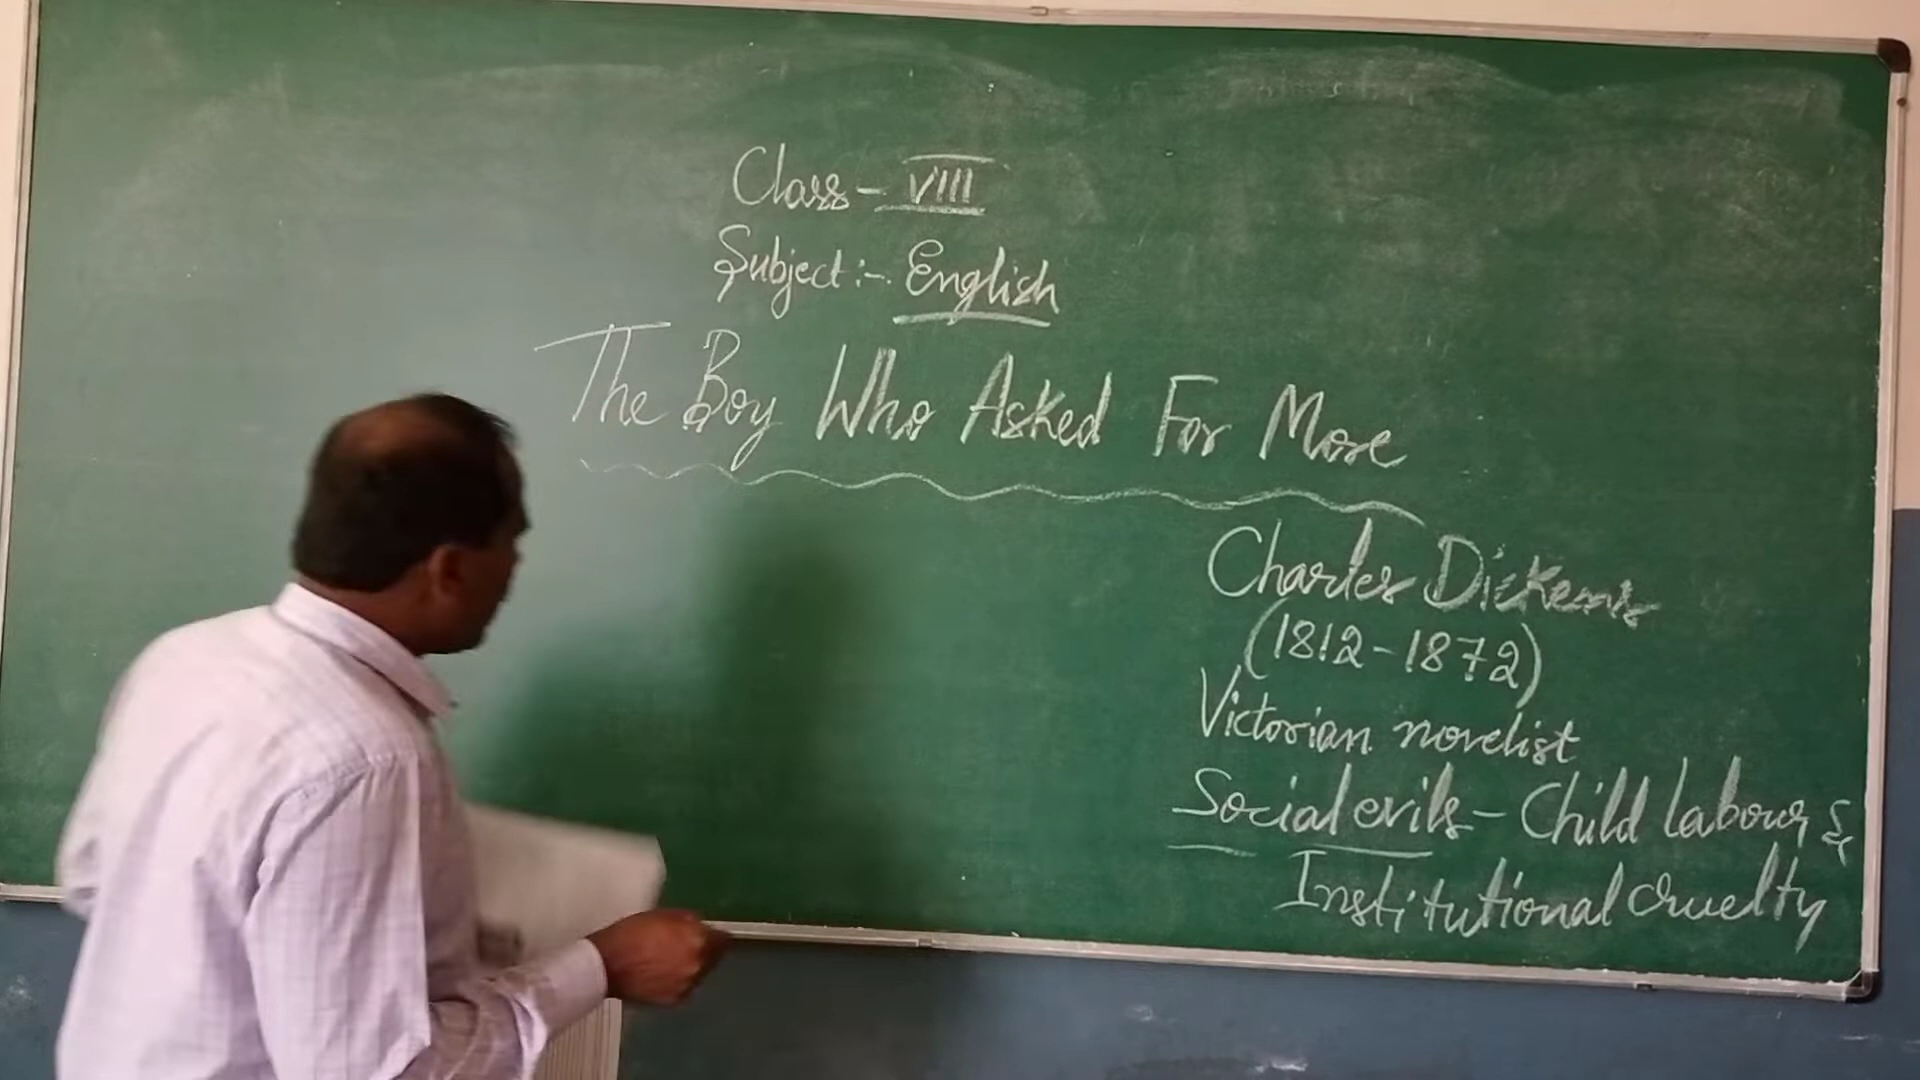 Class - VIII
Subject :- English
The Boy Who Asked For More
Charles Dickens
(1812-1872)
Victorian novelist
Social evils - Child labour &
Institutional cruelty